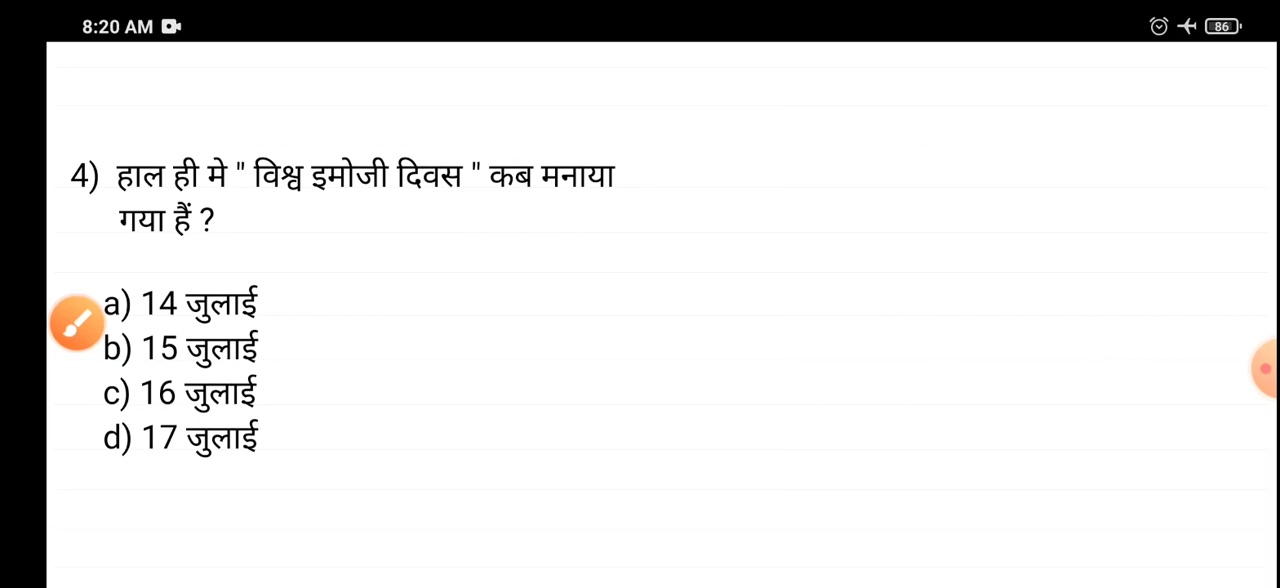 8:20 AM
86
4) हाल ही मे " विश्व इमोजी दिवस " कब मनाया
गया हैं ?
a) 14 जुलाई
b) 15 जुलाई
c) 16 जुलाई
d) 17 जुलाई